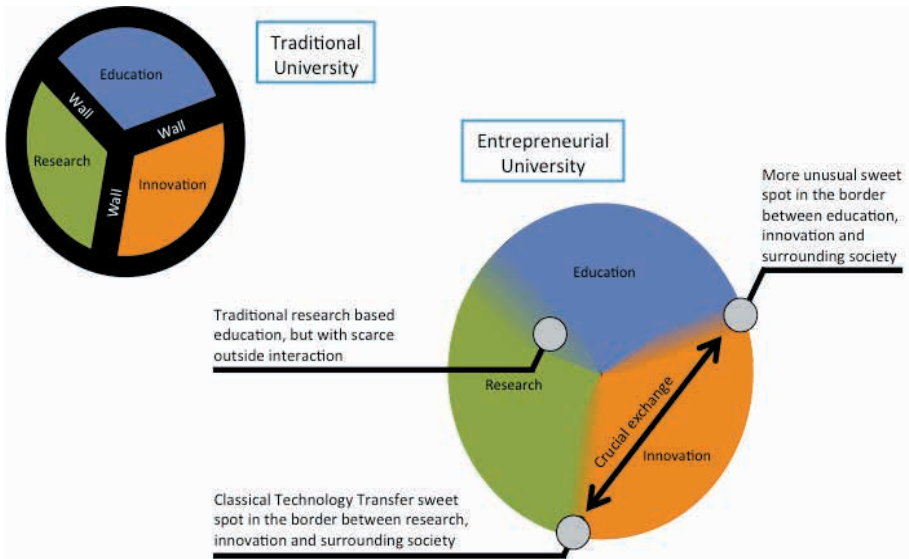 Traditional
University
Education
Wall
Wall
Research
Innovation
Wall
Entrepreneurial
University
More unusual sweet
spot in the border
between education,
innovation and
surrounding society
Education
Traditional research based
education, but with scarce
outside interaction
Research
Crucial exchange
Innovation
Classical Technology Transfer sweet
spot in the border between research,
innovation and surrounding society